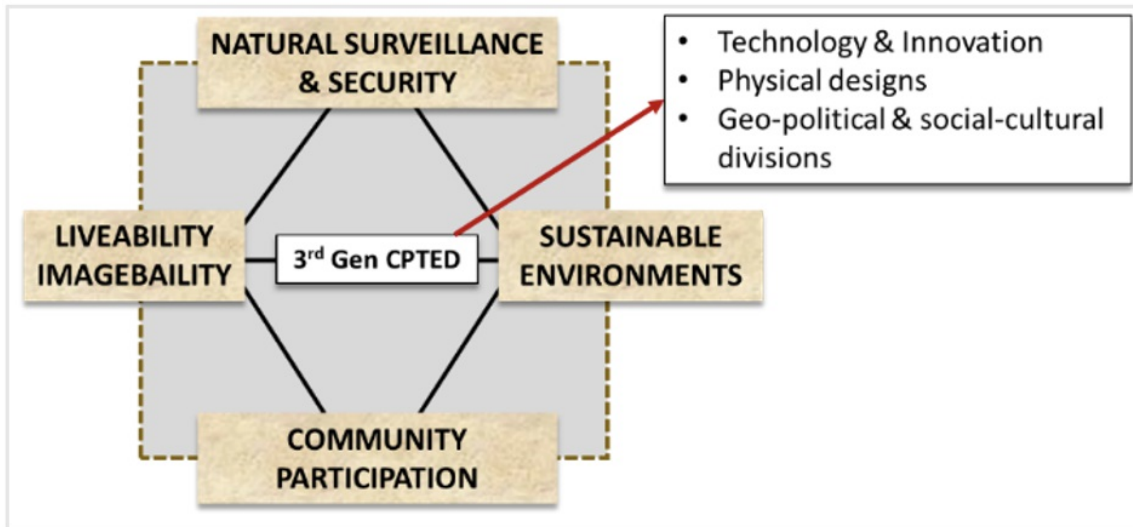 NATURAL SURVEILLANCE
& SECURITY
• Technology & Innovation
• Physical designs
• Geo-political & social-cultural
divisions
LIVEABILITY
IMAGEBAILITY
3rd Gen CPTED
SUSTAINABLE
ENVIRONMENTS
COMMUNITY
PARTICIPATION